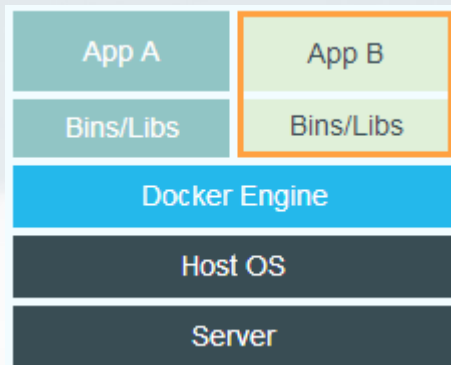 App A
App B
Bins/Libs
Bins/Libs
Docker Engine
Host OS
Server